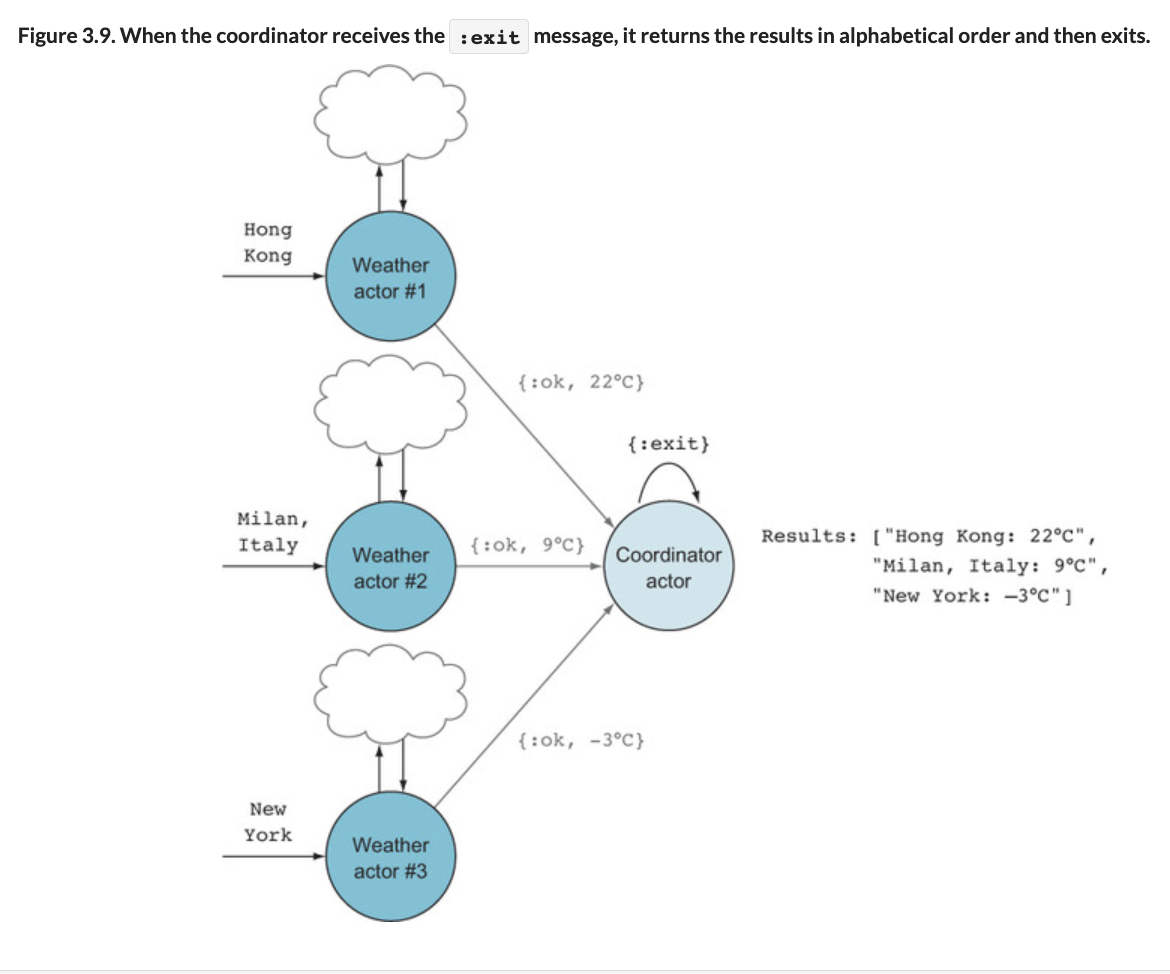 Figure 3.9. When the coordinator receives the :exit message, it returns the results in alphabetical order and then exits.
Hong
Kong
Weather
actor #1
{:ok, 22°C}
{:exit}
Milan,
Italy
Weather
actor #2
{:ok, 9°C}
Coordinator
actor
Results: ["Hong Kong: 22°C",
"Milan, Italy: 9°C",
"New York: –3°C"]
{:ok, -3°C}
New
York
Weather
actor #3